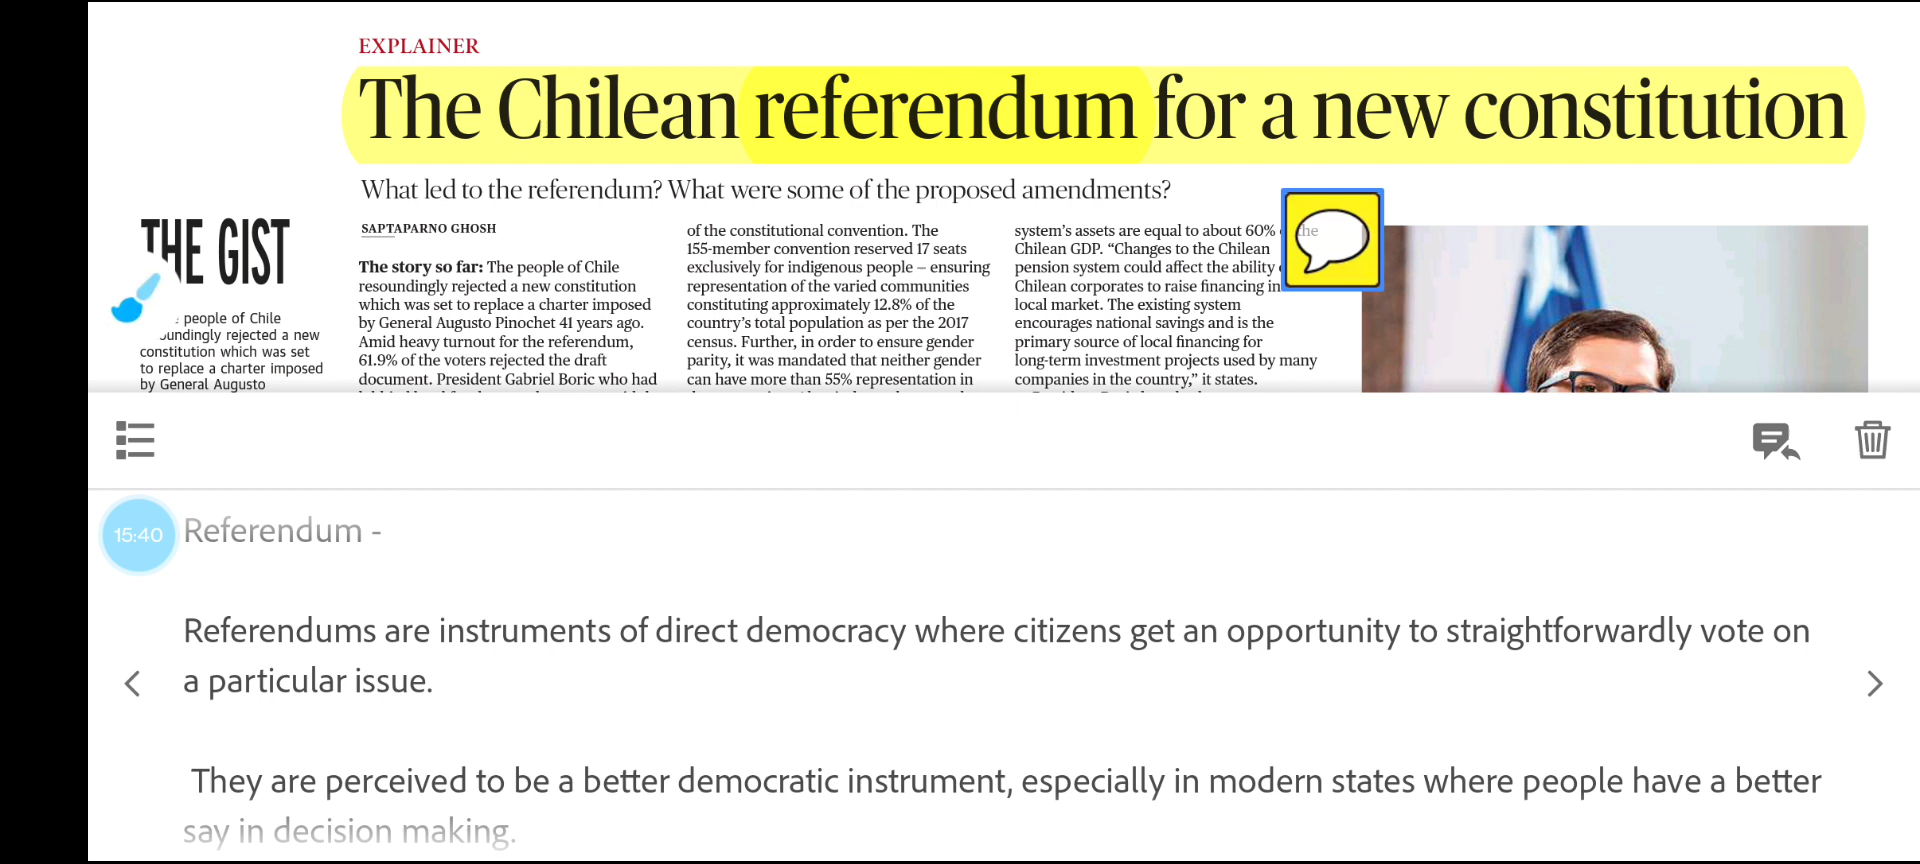 EXPLAINER
The Chilean referendum for a new constitution
What led to the referendum? What were some of the proposed amendments?
THE GIST
people of Chile
rejected a new
constitution which was set
to replace a charter imposed
by General Augusto
SAPTAPARNO GHOSH
The story so far: The people of Chile
resoundingly rejected a new constitution
which was set to replace a charter imposed
by General Augusto Pinochet 41 years ago.
Amid heavy turnout for the referendum,
61.9% of the voters rejected the draft
document. President Gabriel Boric who had
of the constitutional convention. The
155-member convention reserved 17 seats
exclusively for indigenous people – ensuring
representation of the varied communities
constituting approximately 12.8% of the
country's total population as per the 2017
census. Further, in order to ensure gender
parity, it was mandated that neither gender
can have more than 55% representation in
system's assets are equal to about 60% the
Chilean GDP. “Changes to the Chilean
pension system could affect the ability
Chilean corporates to raise financing in
local market. The existing system
encourages national savings and is the
primary source of local financing for
long-term investment projects used by many
companies in the country,” it states.
15:40
Referendum -
Referendums are instruments of direct democracy where citizens get an opportunity to straightforwardly vote on
a particular issue.
They are perceived to be a better democratic instrument, especially in modern states where people have a better
say in decision making.